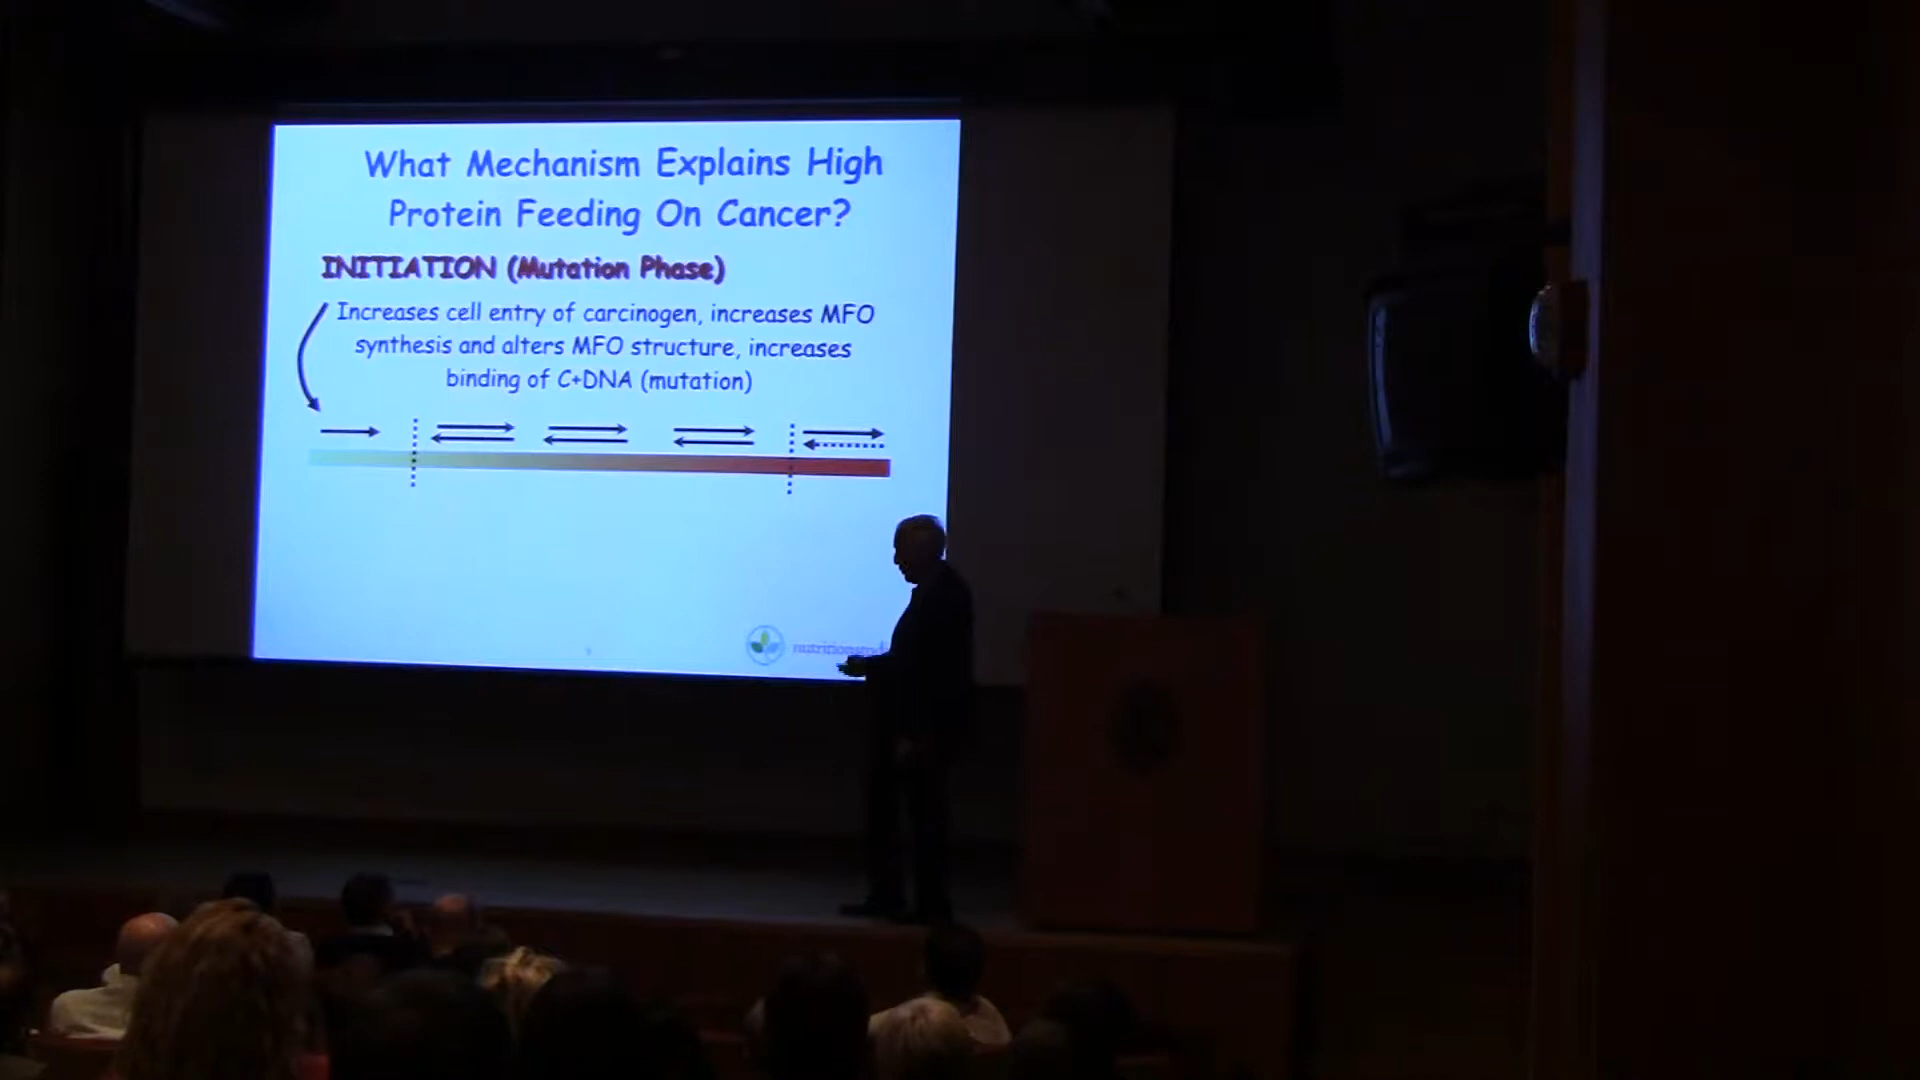 What Mechanism Explains High
Protein Feeding On Cancer?
INITIATION (Mutation Phase)
Increases cell entry of carcinogen, increases MFO
synthesis and alters MFO structure, increases
binding of C+DNA (mutation)